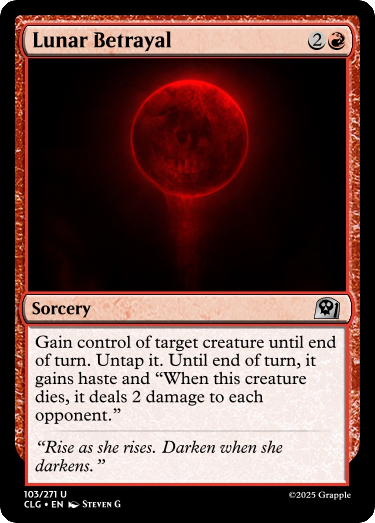 Lunar Betrayal 2
Sorcery
Gain control of target creature until end
of turn. Untap it. Until end of turn, it
gains haste and “When this creature
dies, it deals 2 damage to each
opponent.”
“Rise as she rises. Darken when she
darkens.”
103/271 U
CLG • EN Steven G
©2025 Grapple